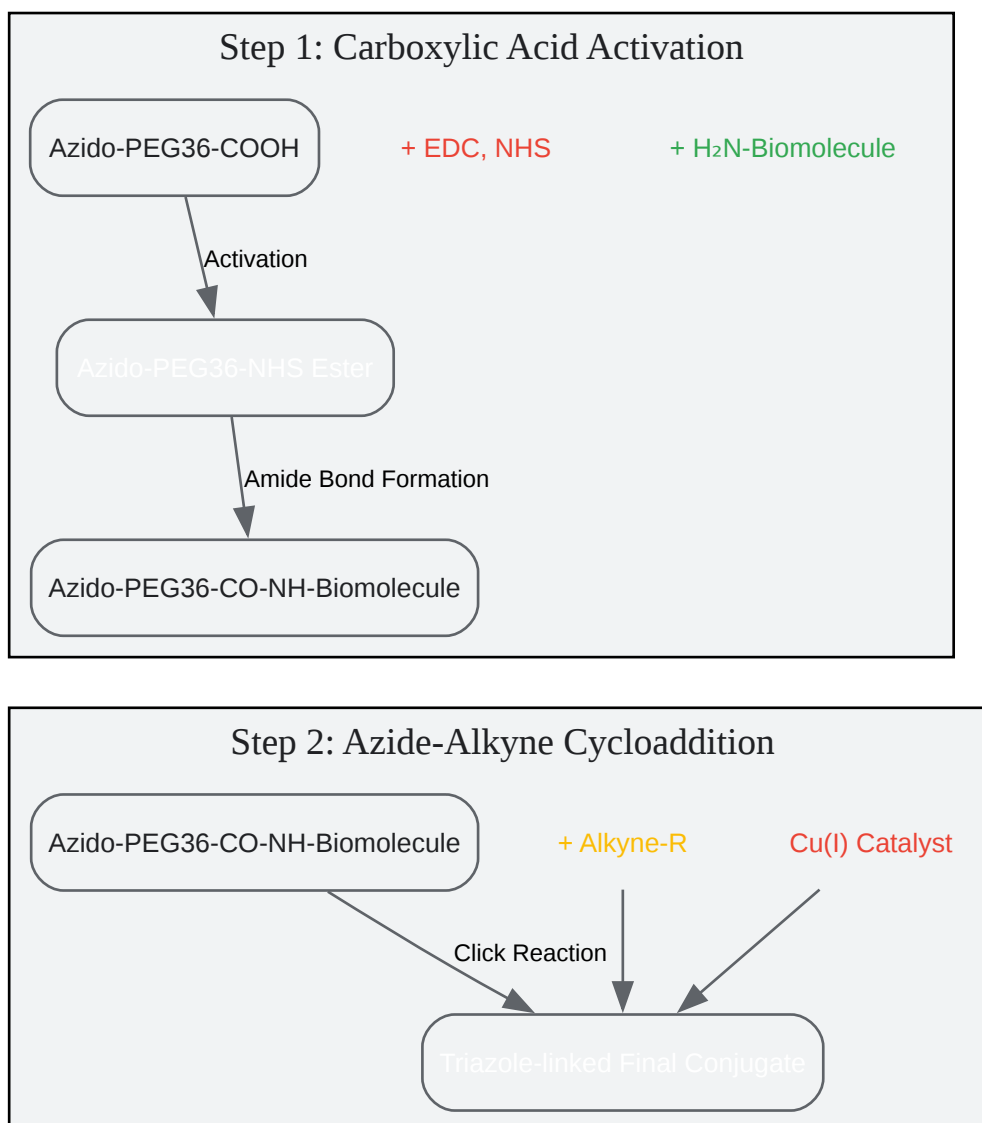 Step 1: Carboxylic Acid Activation
Azido-PEG36-COOH
+ EDC, NHS
+ H₂N-Biomolecule
Activation
Azido-PEG36-NHS Ester
Amide Bond Formation
Azido-PEG36-CO-NH-Biomolecule
Step 2: Azide-Alkyne Cycloaddition
Azido-PEG36-CO-NH-Biomolecule
+ Alkyne-R
Cu(I) Catalyst
Click Reaction
Triazole-linked Final Conjugate